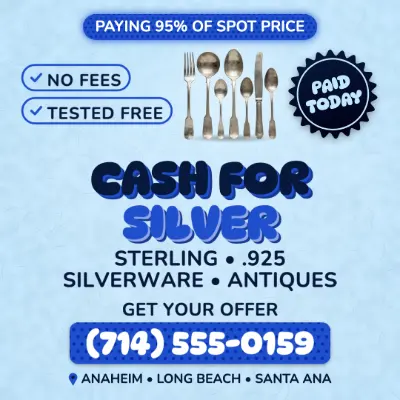 PAYING 95% OF SPOT PRICE
NO FEES
TESTED FREE
PAID
TODAY
CASH FOR
SILVER
STERLING • .925
SILVERWARE • ANTIQUES
GET YOUR OFFER
(714) 555-0159
ANAHEIM • LONG BEACH • SANTA ANA